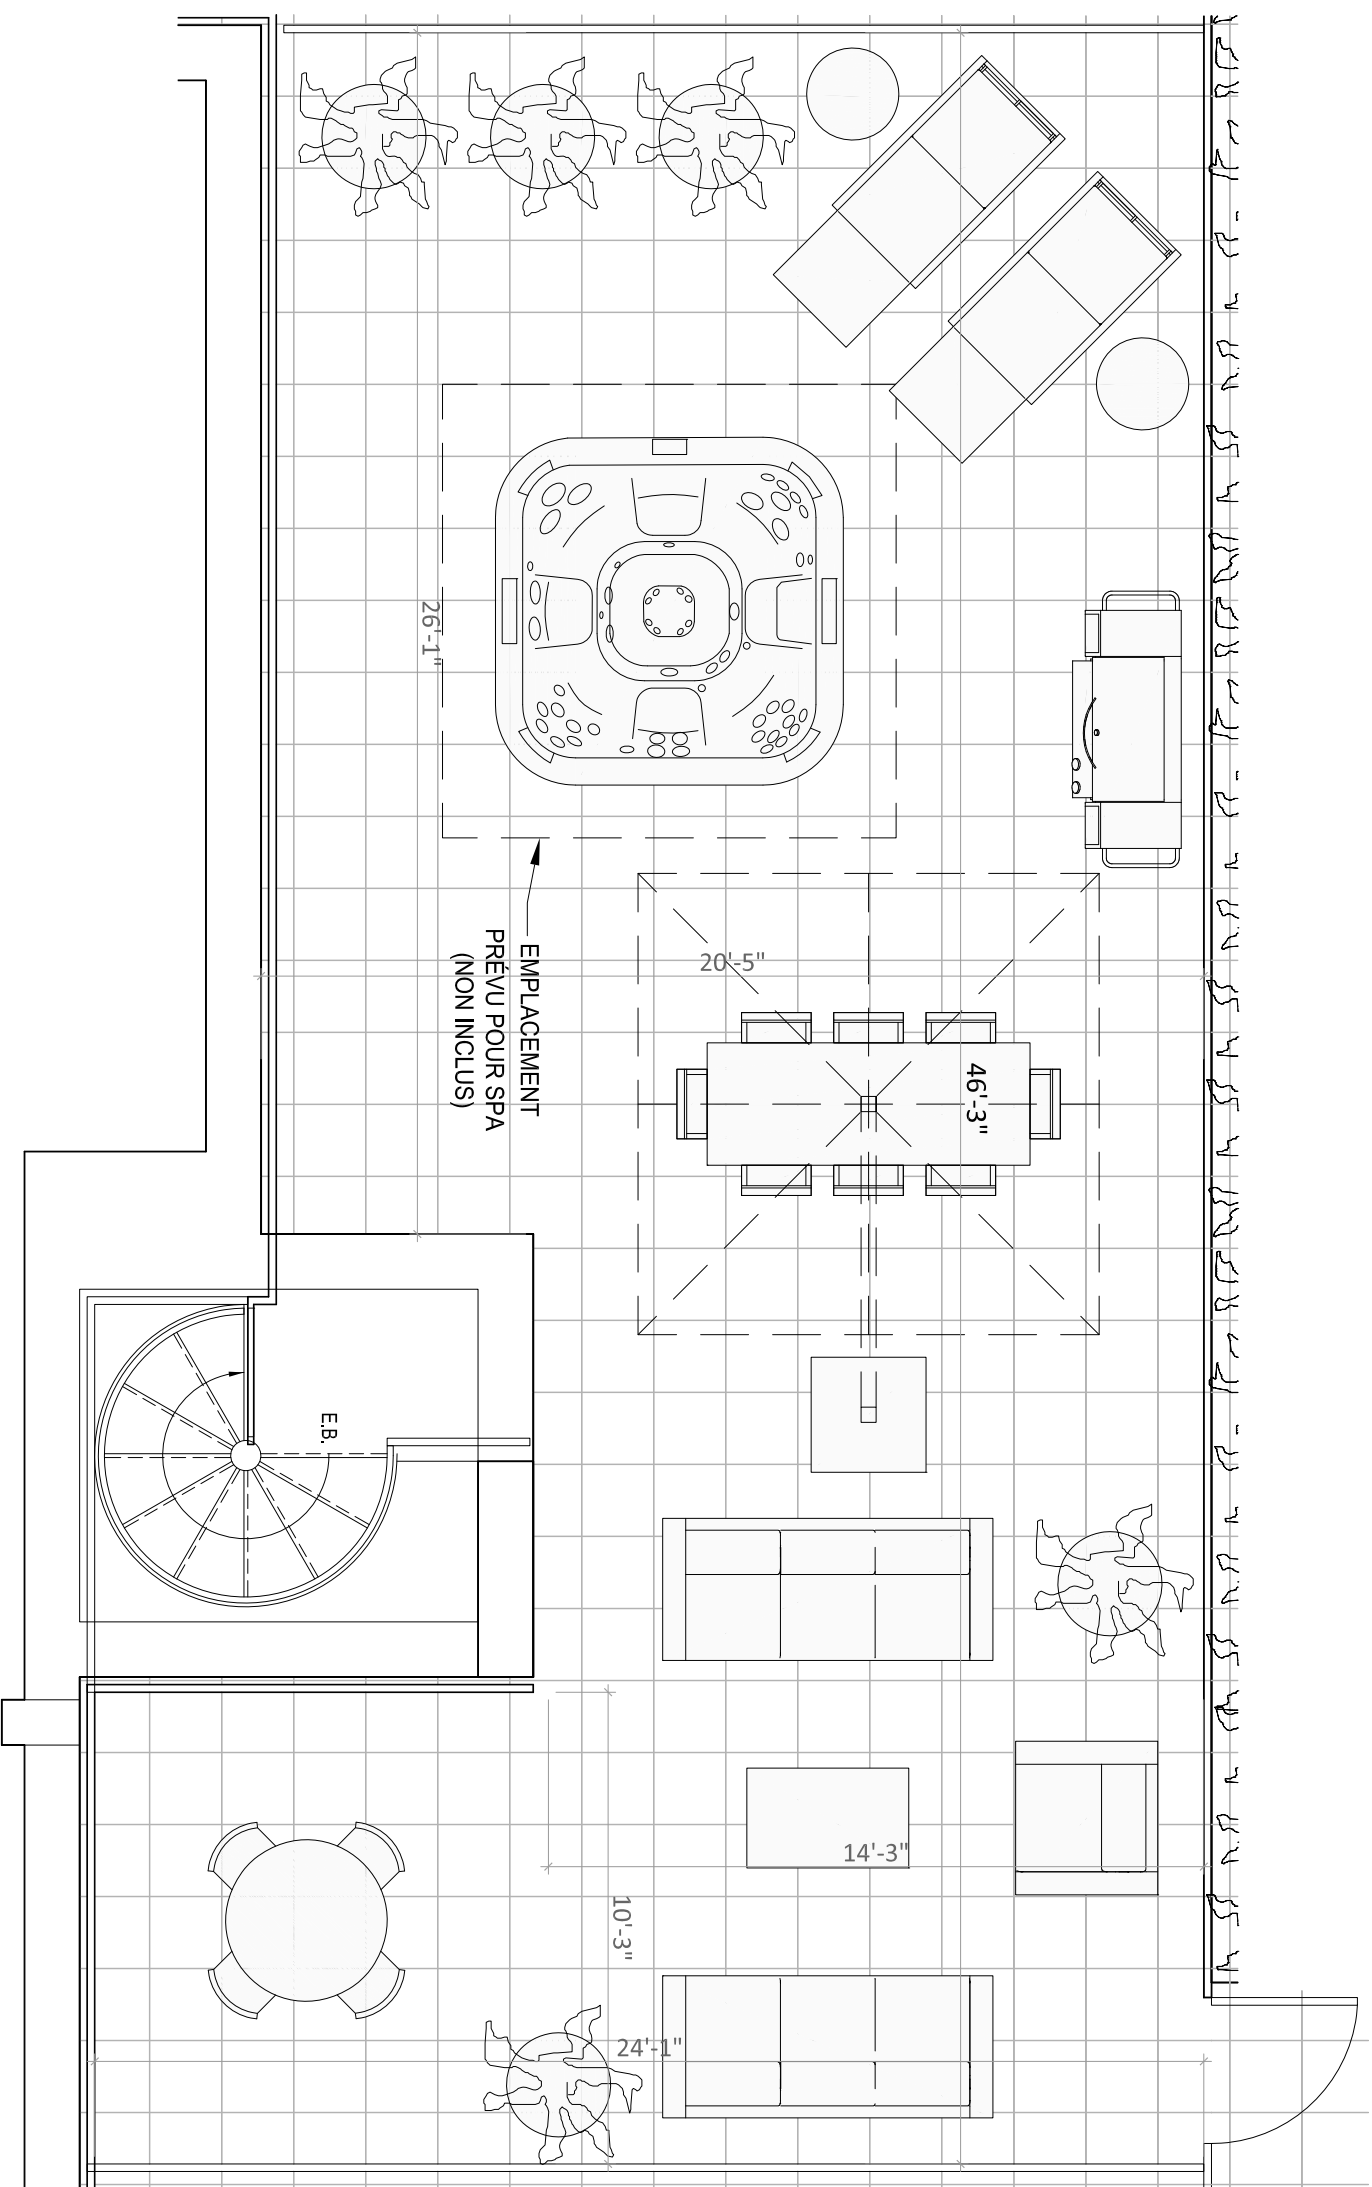 26'-1"
EMPLACEMENT
PRÉVU POUR SPA
(NON INCLUS)
20'-5"
46'-3"
E.B.
14'-3"
10'-3"
24'-1"